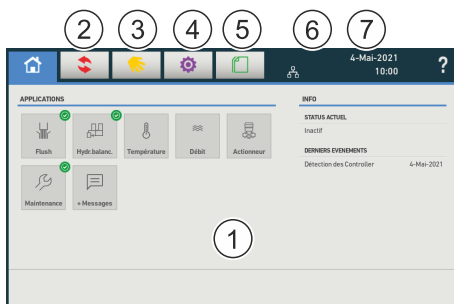 2 3 4 5 6 7
4-Mai-2021
10:00 ?
APPLICATIONS
Flush Hydr.balanc. Température Débit Actionneur
Maintenance +Messages
INFO
STATUS ACTUEL
Inactif
DERNIERS EVENEMENTS
Détection des Controller 4-Mai-2021
1